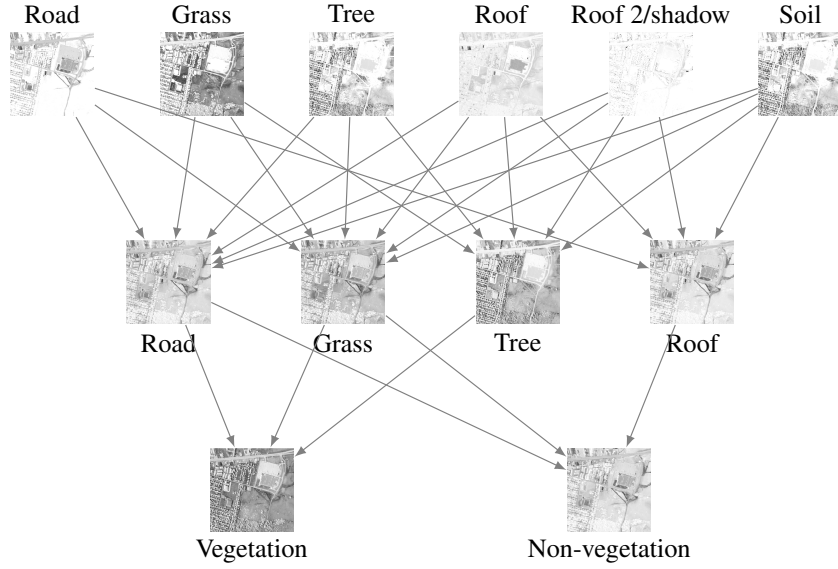 Road Grass Tree Roof Roof 2/shadow Soil
Road Grass Tree Roof
Vegetation Non-vegetation